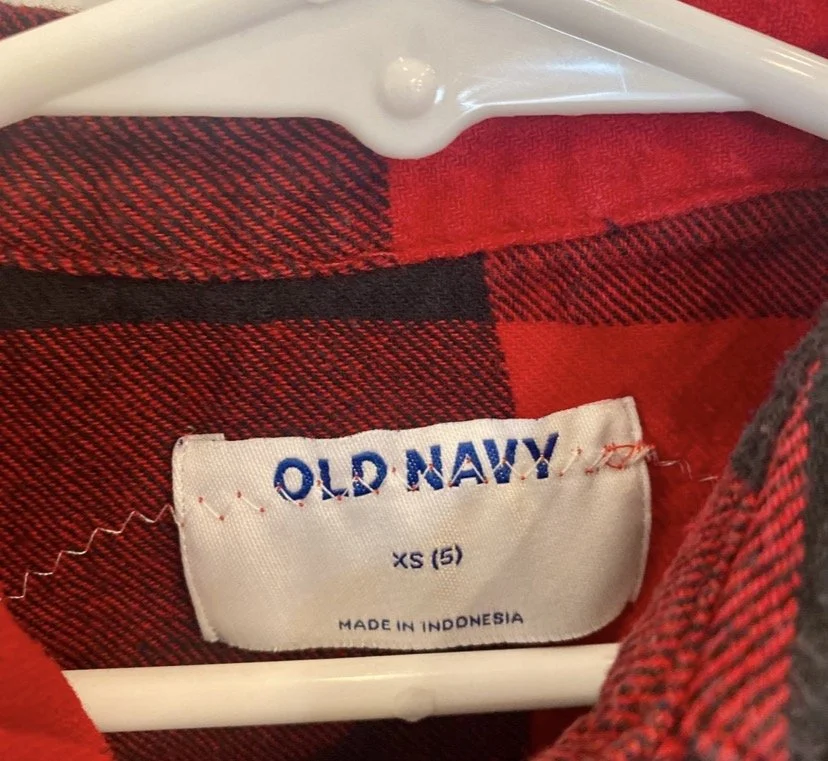 OLD NAVY
XS (5)
MADE IN INDONESIA